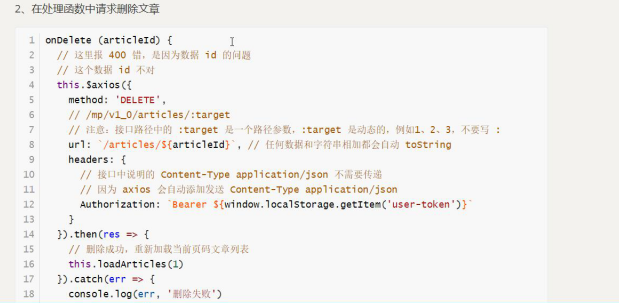 2、在处理函数中请求删除文章
1 onDelete (articleId) {
2 // 这里报 400 错，是因为数据 id 的问题
3 // 这个数据 id 不对
4 this.$axios({
5 method: 'DELETE',
6 // /mp/v1_0/articles/:target
7 // 注意：接口路径中的 :target 是一个路径参数，:target 是动态的，例如1、2、3，不要写 :
8 url: `/articles/${articleId}`, // 任何数据和字符串相加都会自动 toString
9 headers: {
10 // 接口中说明的 Content-Type application/json 不需要传递
11 // 因为 axios 会自动添加发送 Content-Type application/json
12 Authorization: `Bearer ${window.localStorage.getItem('user-token')}`
13 }
14 }).then(res => {
15 // 删除成功，重新加载当前页码文章列表
16 this.loadArticles(1)
17 }).catch(err => {
18 console.log(err, '删除失败')